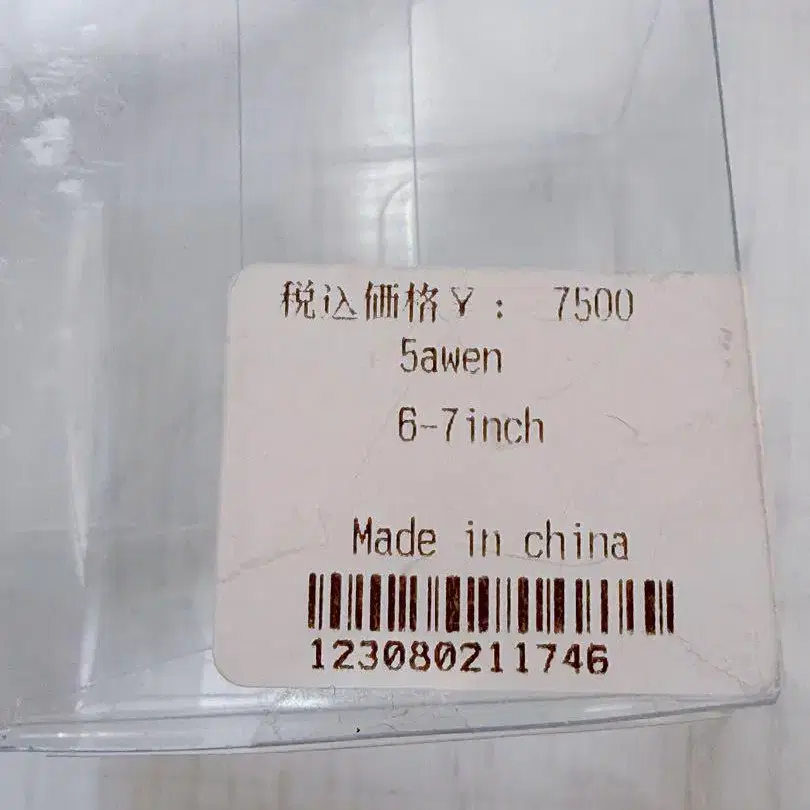 税込価格￥： 7500
5awen
6-7inch
Made in china
123080211746